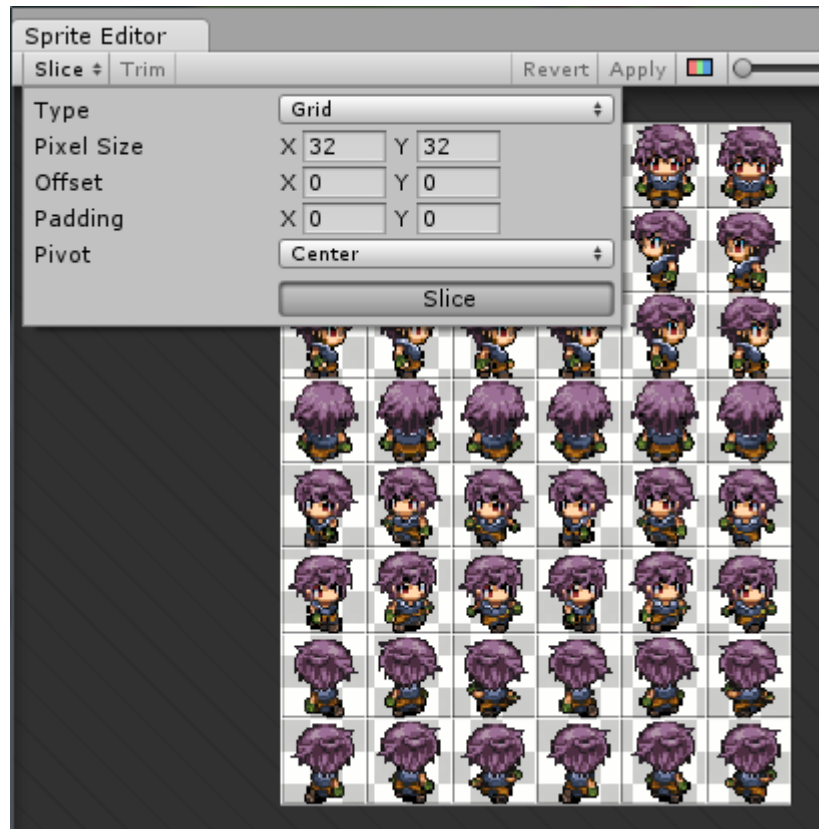 Sprite Editor
Slice Trim Revert Apply
Type Grid
Pixel Size X 32 Y 32
Offset X 0 Y 0
Padding X 0 Y 0
Pivot Center
Slice